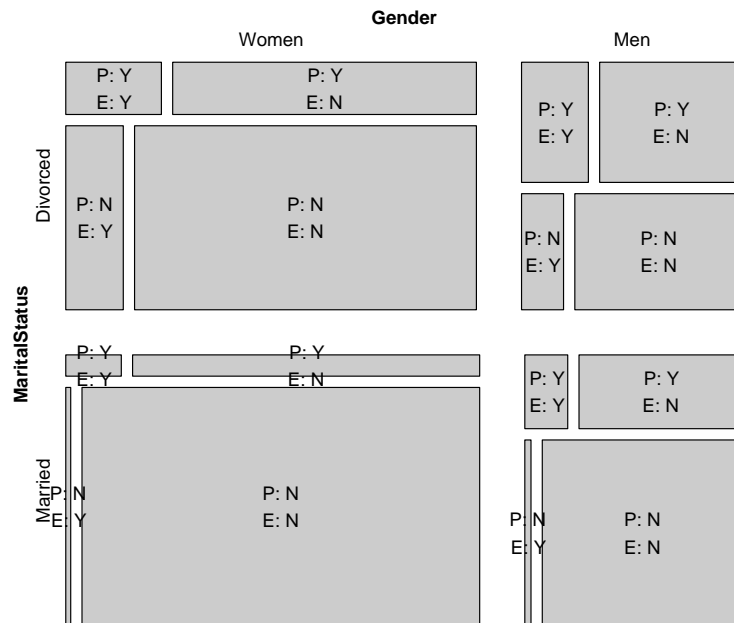 Gender
Women Men
MaritalStatus
Divorced
P: Y
E: Y
P: Y
E: N
P: Y
E: Y
P: Y
E: N
P: N
E: Y
P: N
E: N
P: N
E: Y
P: N
E: N
Married
P: Y
E: Y
P: Y
E: N
P: Y
E: Y
P: Y
E: N
P: N
E: Y
P: N
E: N
P: N
E: Y
P: N
E: N